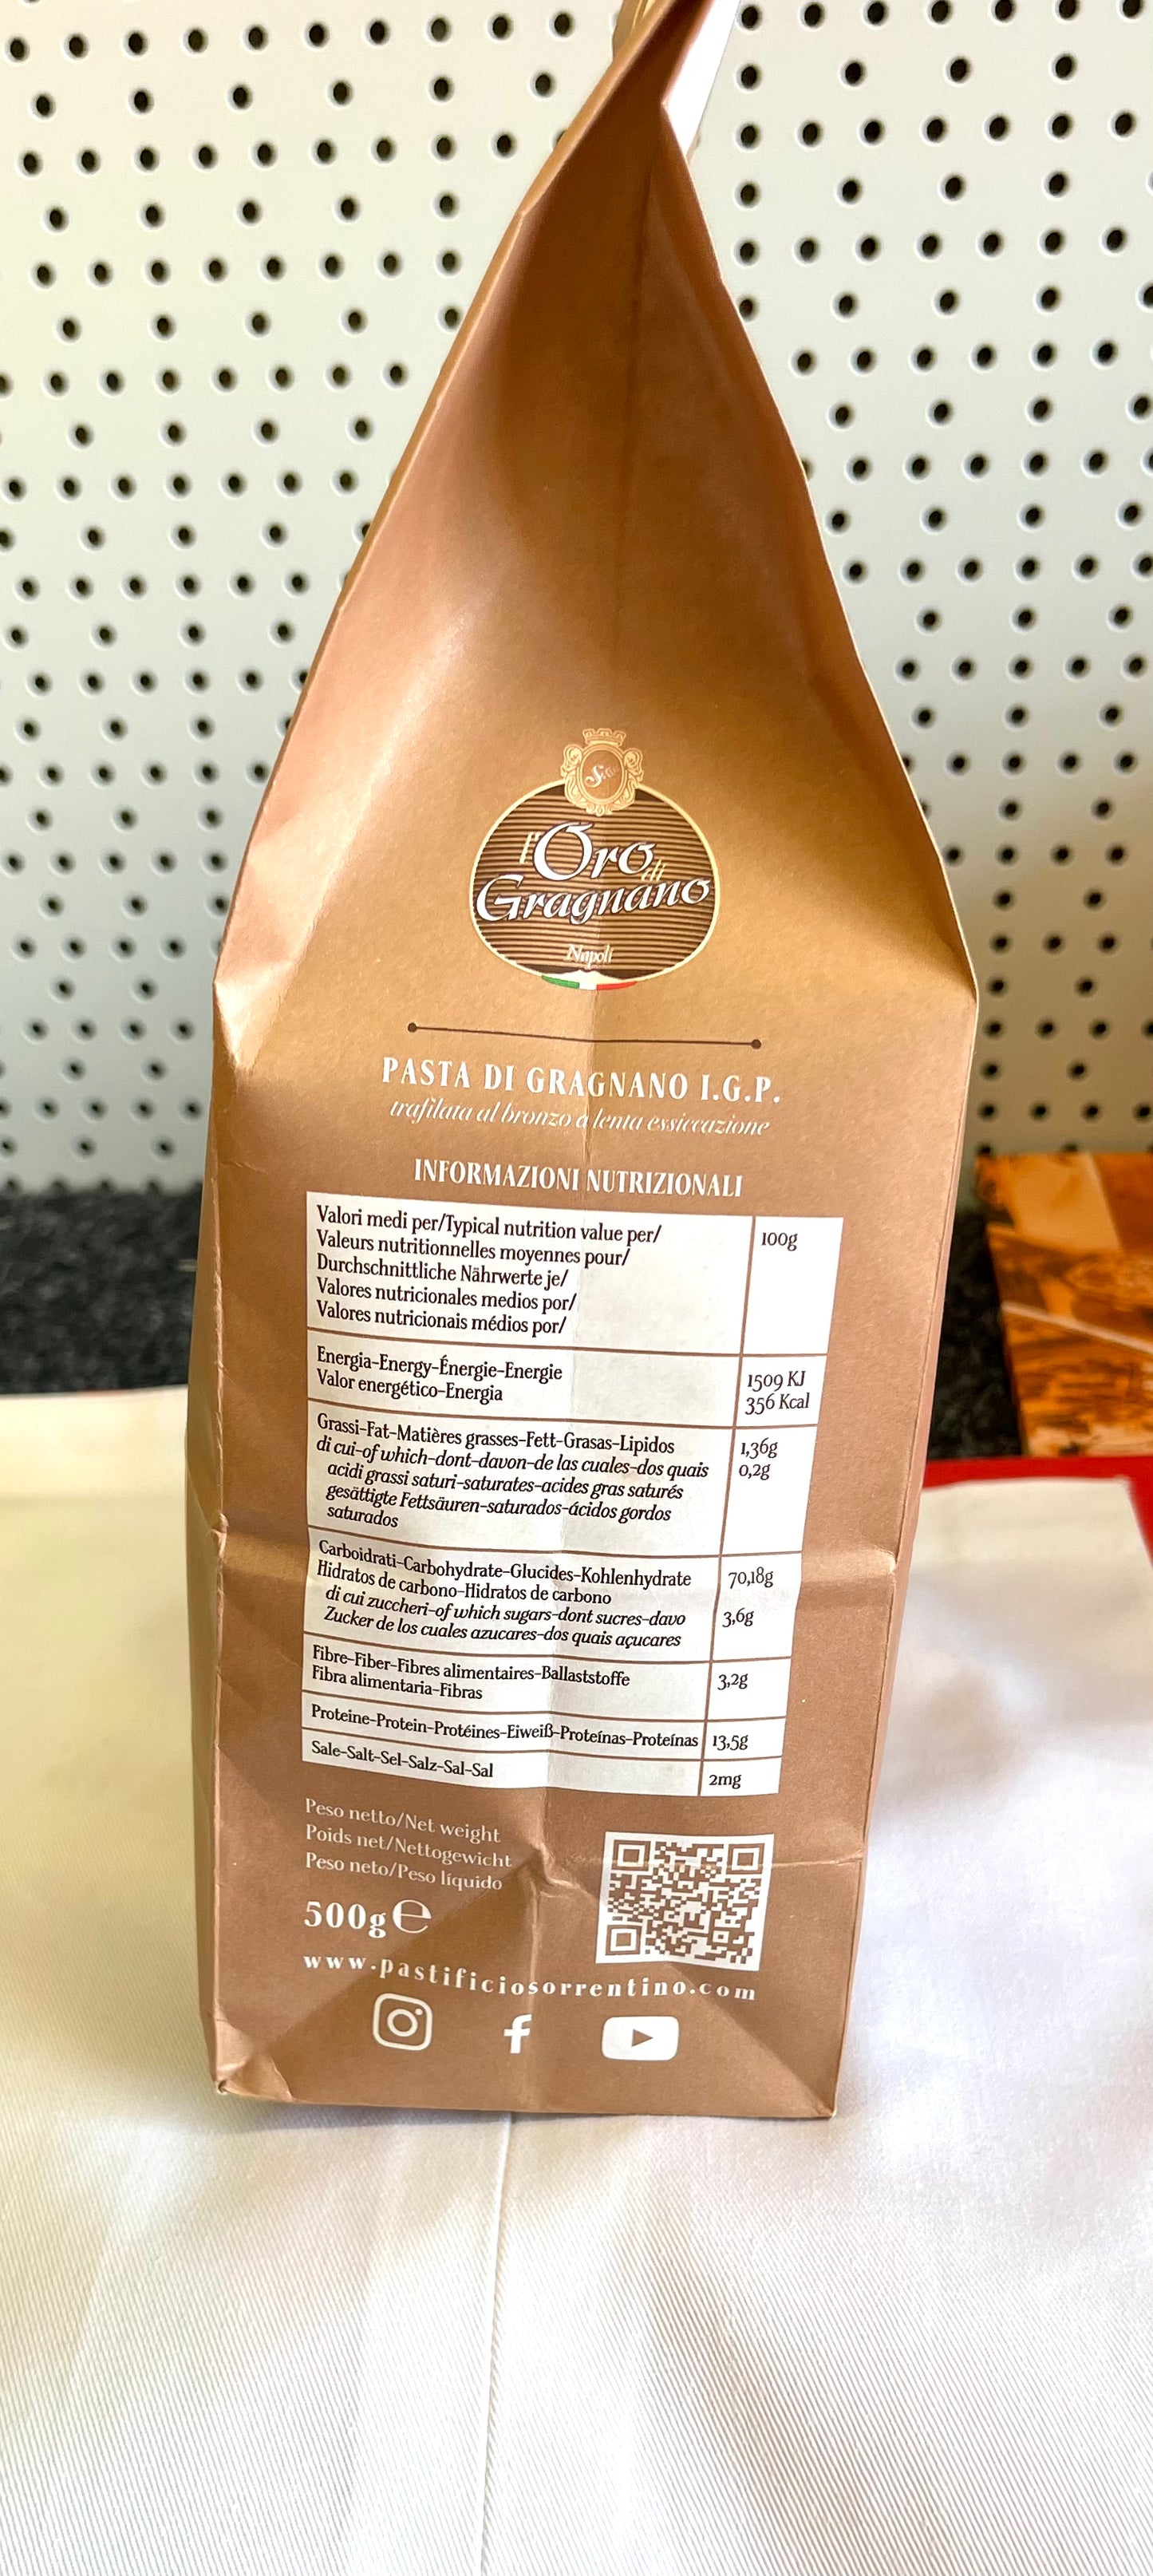 l'Oro di
Gragnano
Napoli
PASTA DI GRAGNANO I.G.P.
trafilata al bronzo a lenta essiccazione
INFORMAZIONI NUTRIZIONALI
Valori medi per/Typical nutrition value per/ 100g
Valeurs nutritionnelles moyennes pour/
Durchschnittliche Nährwerte je/
Valores nutricionales medios por/
Valores nutricionais médios por/
Energia-Energy-Énergie-Energie 1509 KJ
Valor energético-Energia 356 Kcal
Grassi-Fat-Matières grasses-Fett-Grasas-Lipidos 1,36g
di cui-of which-dont-davon-de las cuales-dos quais 0,2g
acidi grassi saturi-saturates-acides gras saturés
gesättigte Fettsäuren-saturados-ácidos gordos
saturados
Carboidrati-Carbohydrate-Glucides-Kohlenhydrate 70,18g
Hidratos de carbono-Hidratos de carbono
di cui zuccheri-of which sugars-dont sucres-davo 3,6g
Zucker de los cuales azucares-dos quais açucares
Fibre-Fiber-Fibres alimentaires-Ballaststoffe 3,2g
Fibra alimentaria-Fibras
Proteine-Protein-Protéines-Eiweiß-Proteínas-Proteínas 13,5g
Sale-Salt-Sel-Salz-Sal-Sal 2mg
Peso netto/Net weight
Poids net/Nettogewicht
Peso neto/Peso líquido
500g℮
www.pastificiosorrentino.com